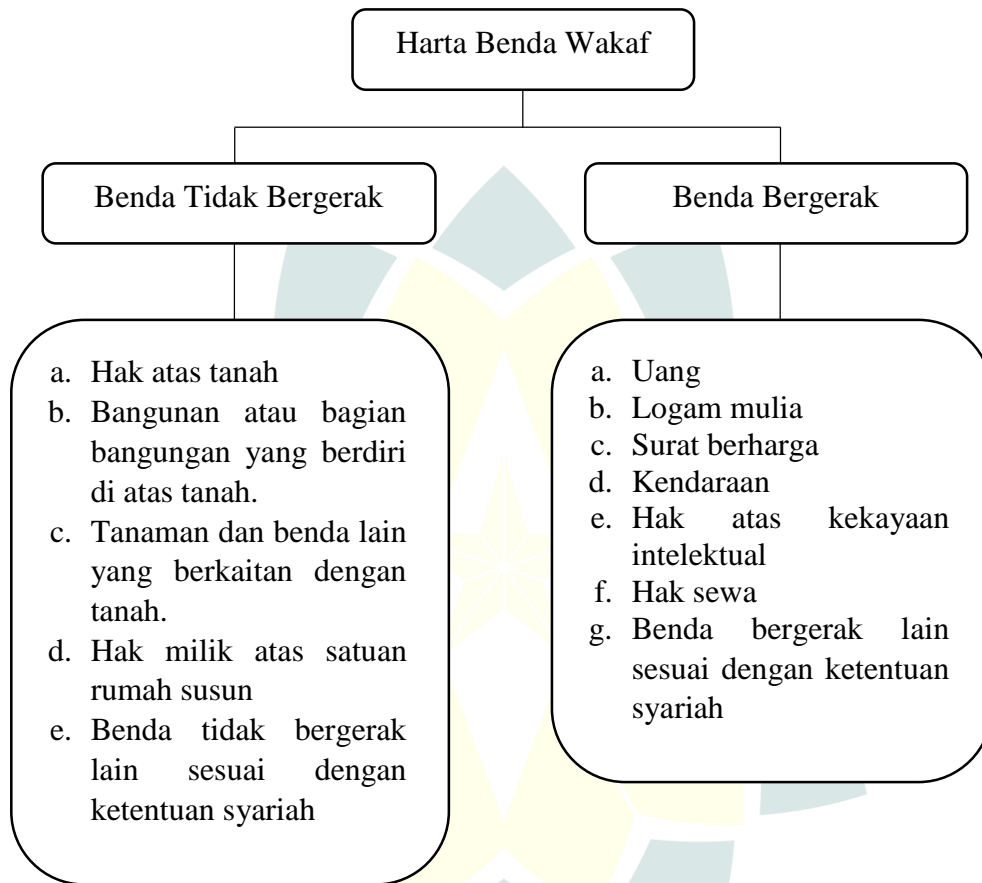 Harta Benda Wakaf
Benda Tidak Bergerak
a. Hak atas tanah
b. Bangunan atau bagian
bangungan yang berdiri
di atas tanah.
c. Tanaman dan benda lain
yang berkaitan dengan
tanah.
d. Hak milik atas satuan
rumah susun
e. Benda tidak bergerak
lain sesuai dengan
ketentuan syariah
Benda Bergerak
a. Uang
b. Logam mulia
c. Surat berharga
d. Kendaraan
e. Hak atas kekayaan
intelektual
f. Hak sewa
g. Benda bergerak lain
sesuai dengan ketentuan
syariah